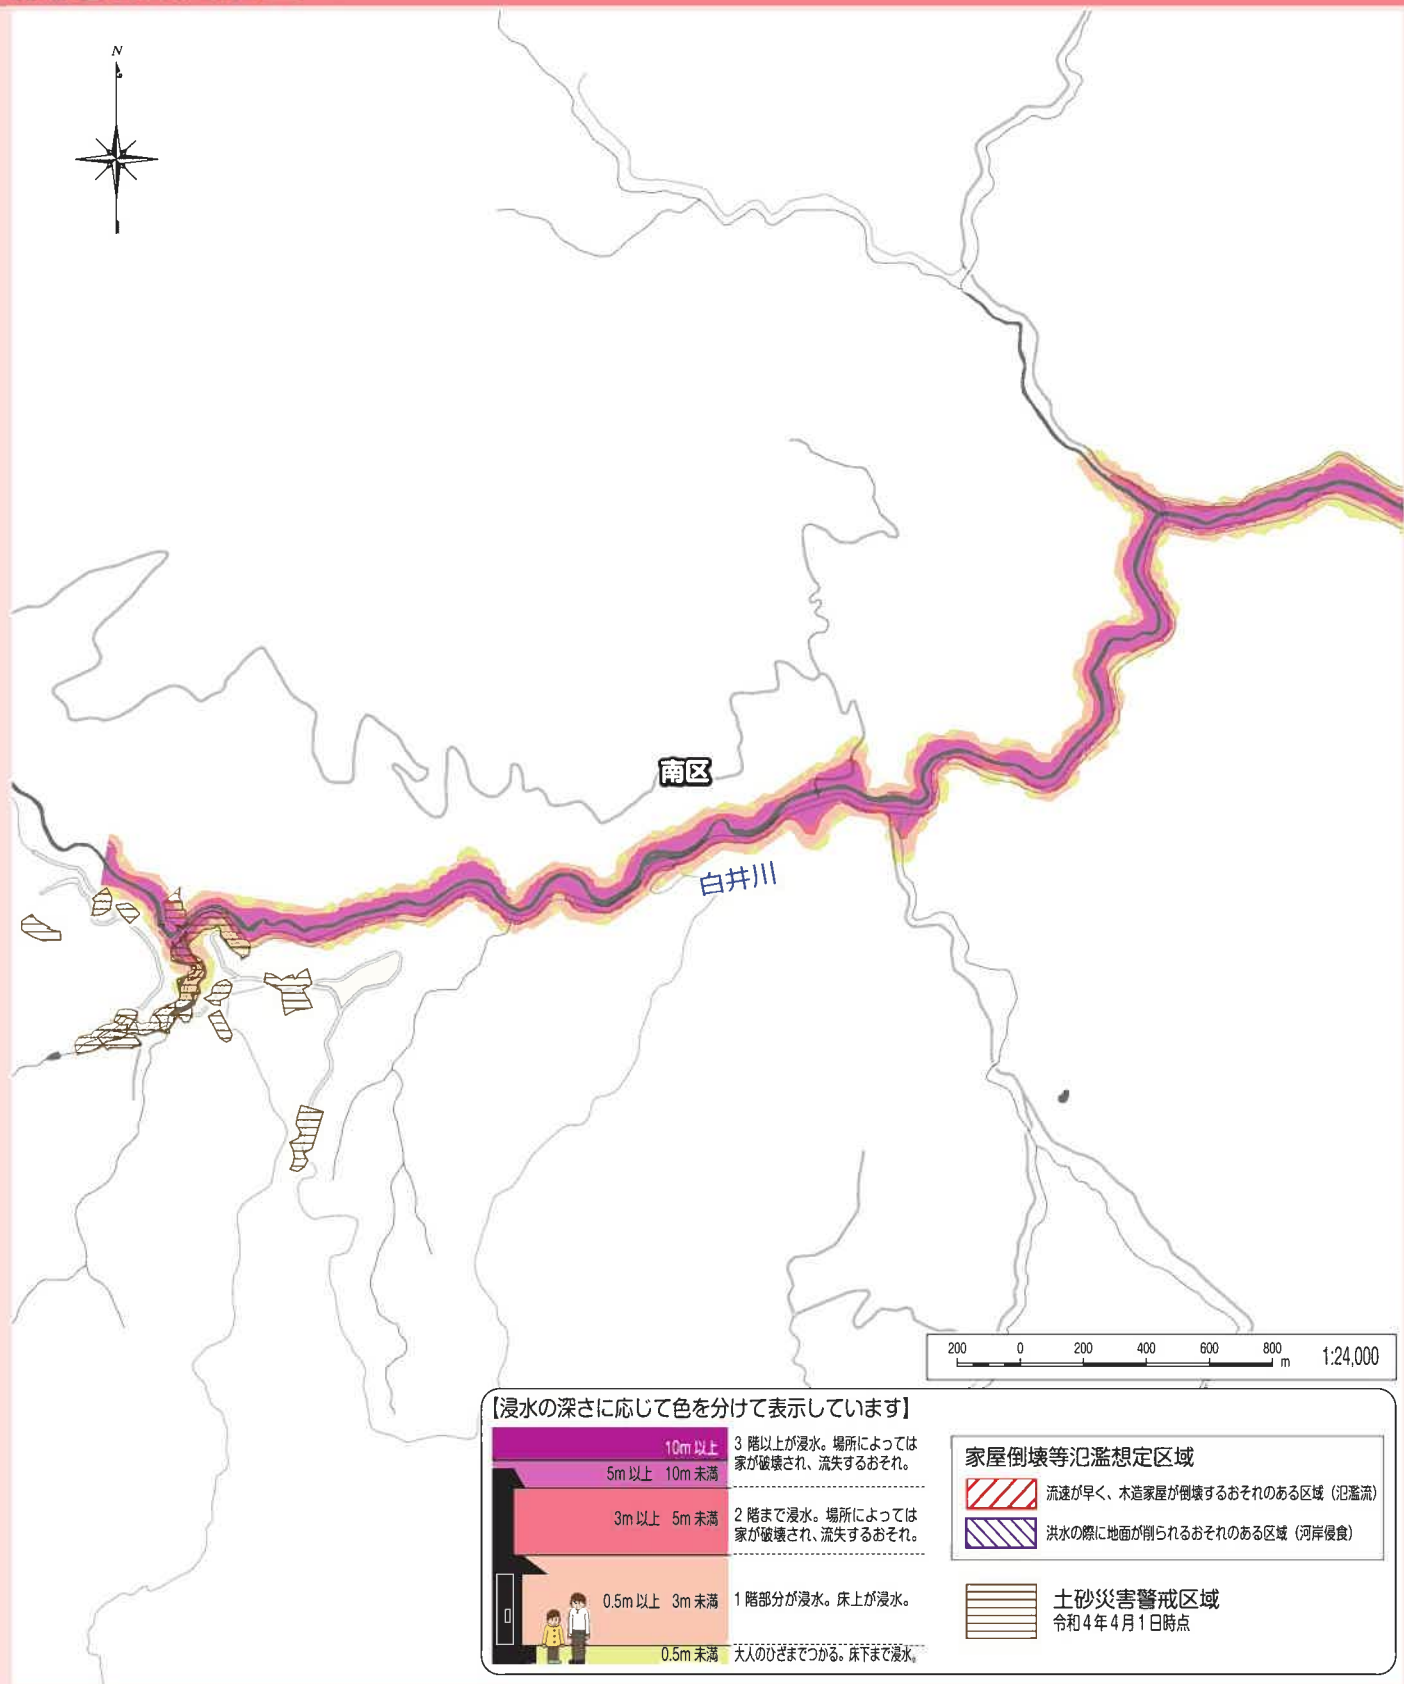 N
南区
白井川
200 0 200 400 600 800 m 1:24,000
【浸水の深さに応じて色を分けて表示しています】
10m 以上
5m 以上 10m 未満
3 階以上が浸水。場所によっては
家が破壊され、流失するおそれ。
3m 以上 5m 未満
2 階まで浸水。場所によっては
家が破壊され、流失するおそれ。
0.5m 以上 3m 未満
1 階部分が浸水。床上が浸水。
0.5m 未満
大人のひざまでつかる。床下まで浸水。
家屋倒壊等氾濫想定区域
流速が早く、木造家屋が倒壊するおそれのある区域（氾濫流）
洪水の際に地面が削られるおそれのある区域（河岸侵食）
土砂災害警戒区域
令和4年4月1日時点